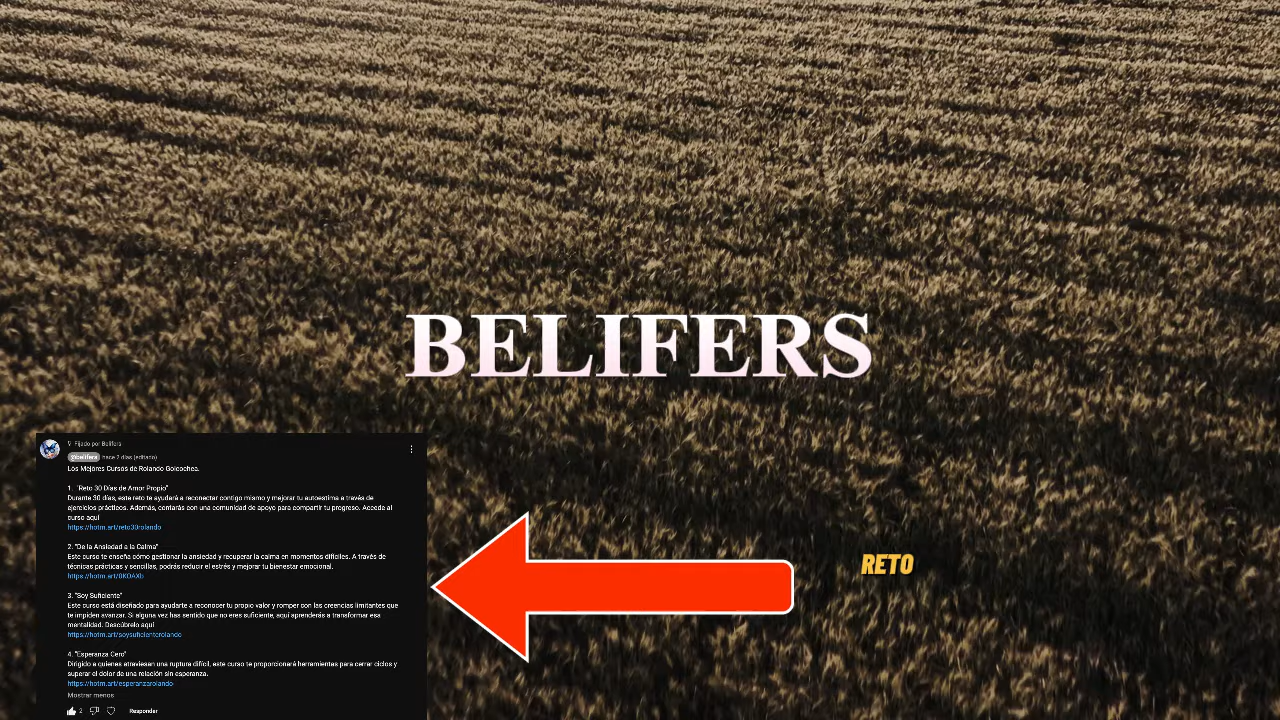 BELIFERS
Fijado por Belifers
@belifers hace 2 días (editado)
Los Mejores Cursos de Rolando Goicochea.
1. "Reto 30 Días de Amor Propio"
Durante 30 días, este reto te ayudará a reconectar contigo mismo y mejorar tu autoestima a través de
ejercicios prácticos. Además, contarás con una comunidad de apoyo para compartir tu progreso. Accede al
curso aquí
https://hotm.art/reto30rolando
2. "De la Ansiedad a la Calma"
Este curso te enseña cómo gestionar la ansiedad y recuperar la calma en momentos difíciles. A través de
técnicas prácticas y sencillas, podrás reducir el estrés y mejorar tu bienestar emocional.
https://hotm.art/0KOAXb
3. "Soy Suficiente"
Este curso está diseñado para ayudarte a reconocer tu propio valor y romper con las creencias limitantes que
te impiden avanzar. Si alguna vez has sentido que no eres suficiente, aquí aprenderás a transformar esa
mentalidad. Descúbrelo aquí
https://hotm.art/soysuficienterolando
4. "Esperanza Cero"
Dirigido a quienes atraviesan una ruptura difícil, este curso te proporcionará herramientas para cerrar ciclos y
superar el dolor de una relación sin esperanza.
https://hotm.art/esperanzarolando
Mostrar menos
2 Responder
RETO